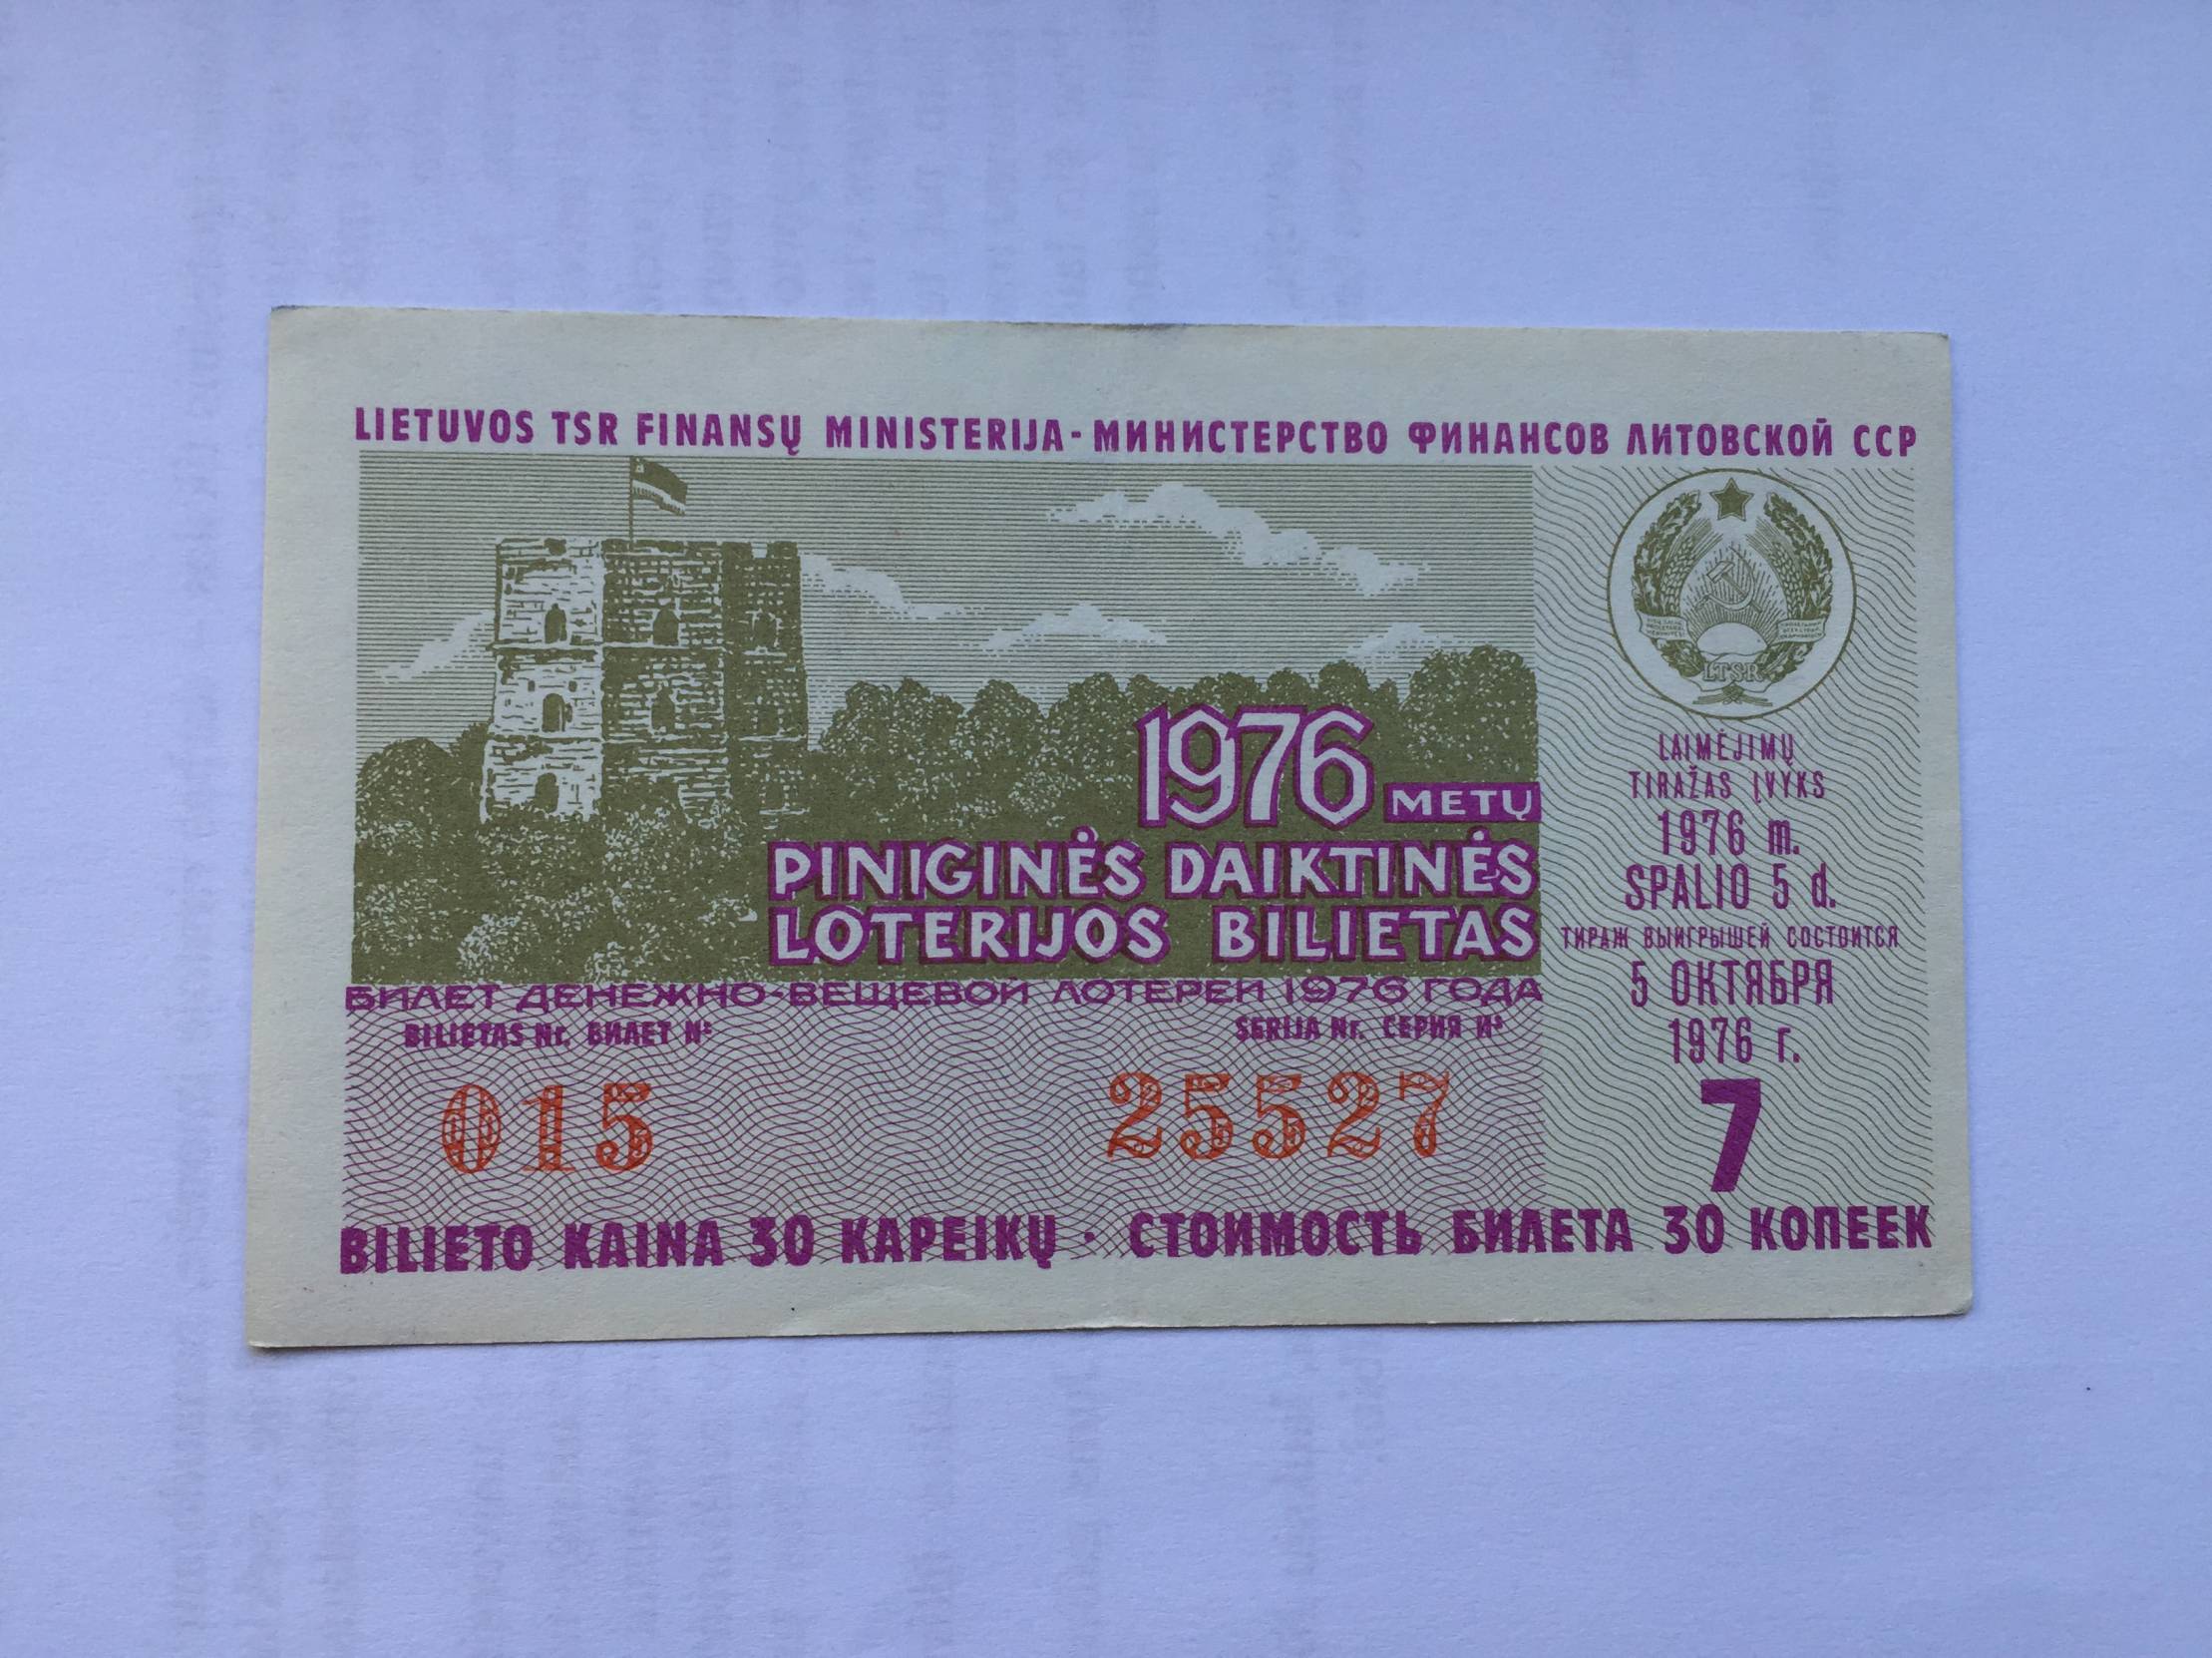 LIETUVOS TSR FINANSŲ MINISTERIJA - МИНИСТЕРСТВО ФИНАНСОВ ЛИТОВСКОЙ ССР
LTSR
1976 METŲ
PINIGINĖS DAIKTINĖS
LOTERIJOS BILIETAS
БИЛЕТ ДЕНЕЖНО-ВЕЩЕВОЙ ЛОТЕРЕИ 1976 ГОДА
BILIETAS Nr. БИЛЕТ №
SERIJA Nr. СЕРИЯ №
015
25527
LAIMĖJIMŲ
TIRAŽAS ĮVYKS
1976 m.
SPALIO 5 d.
ТИРАЖ ВЫИГРЫШЕЙ СОСТОИТСЯ
5 ОКТЯБРЯ
1976 г.
7
BILIETO KAINA 30 KAPEIKŲ · СТОИМОСТЬ БИЛЕТА 30 КОПЕЕК